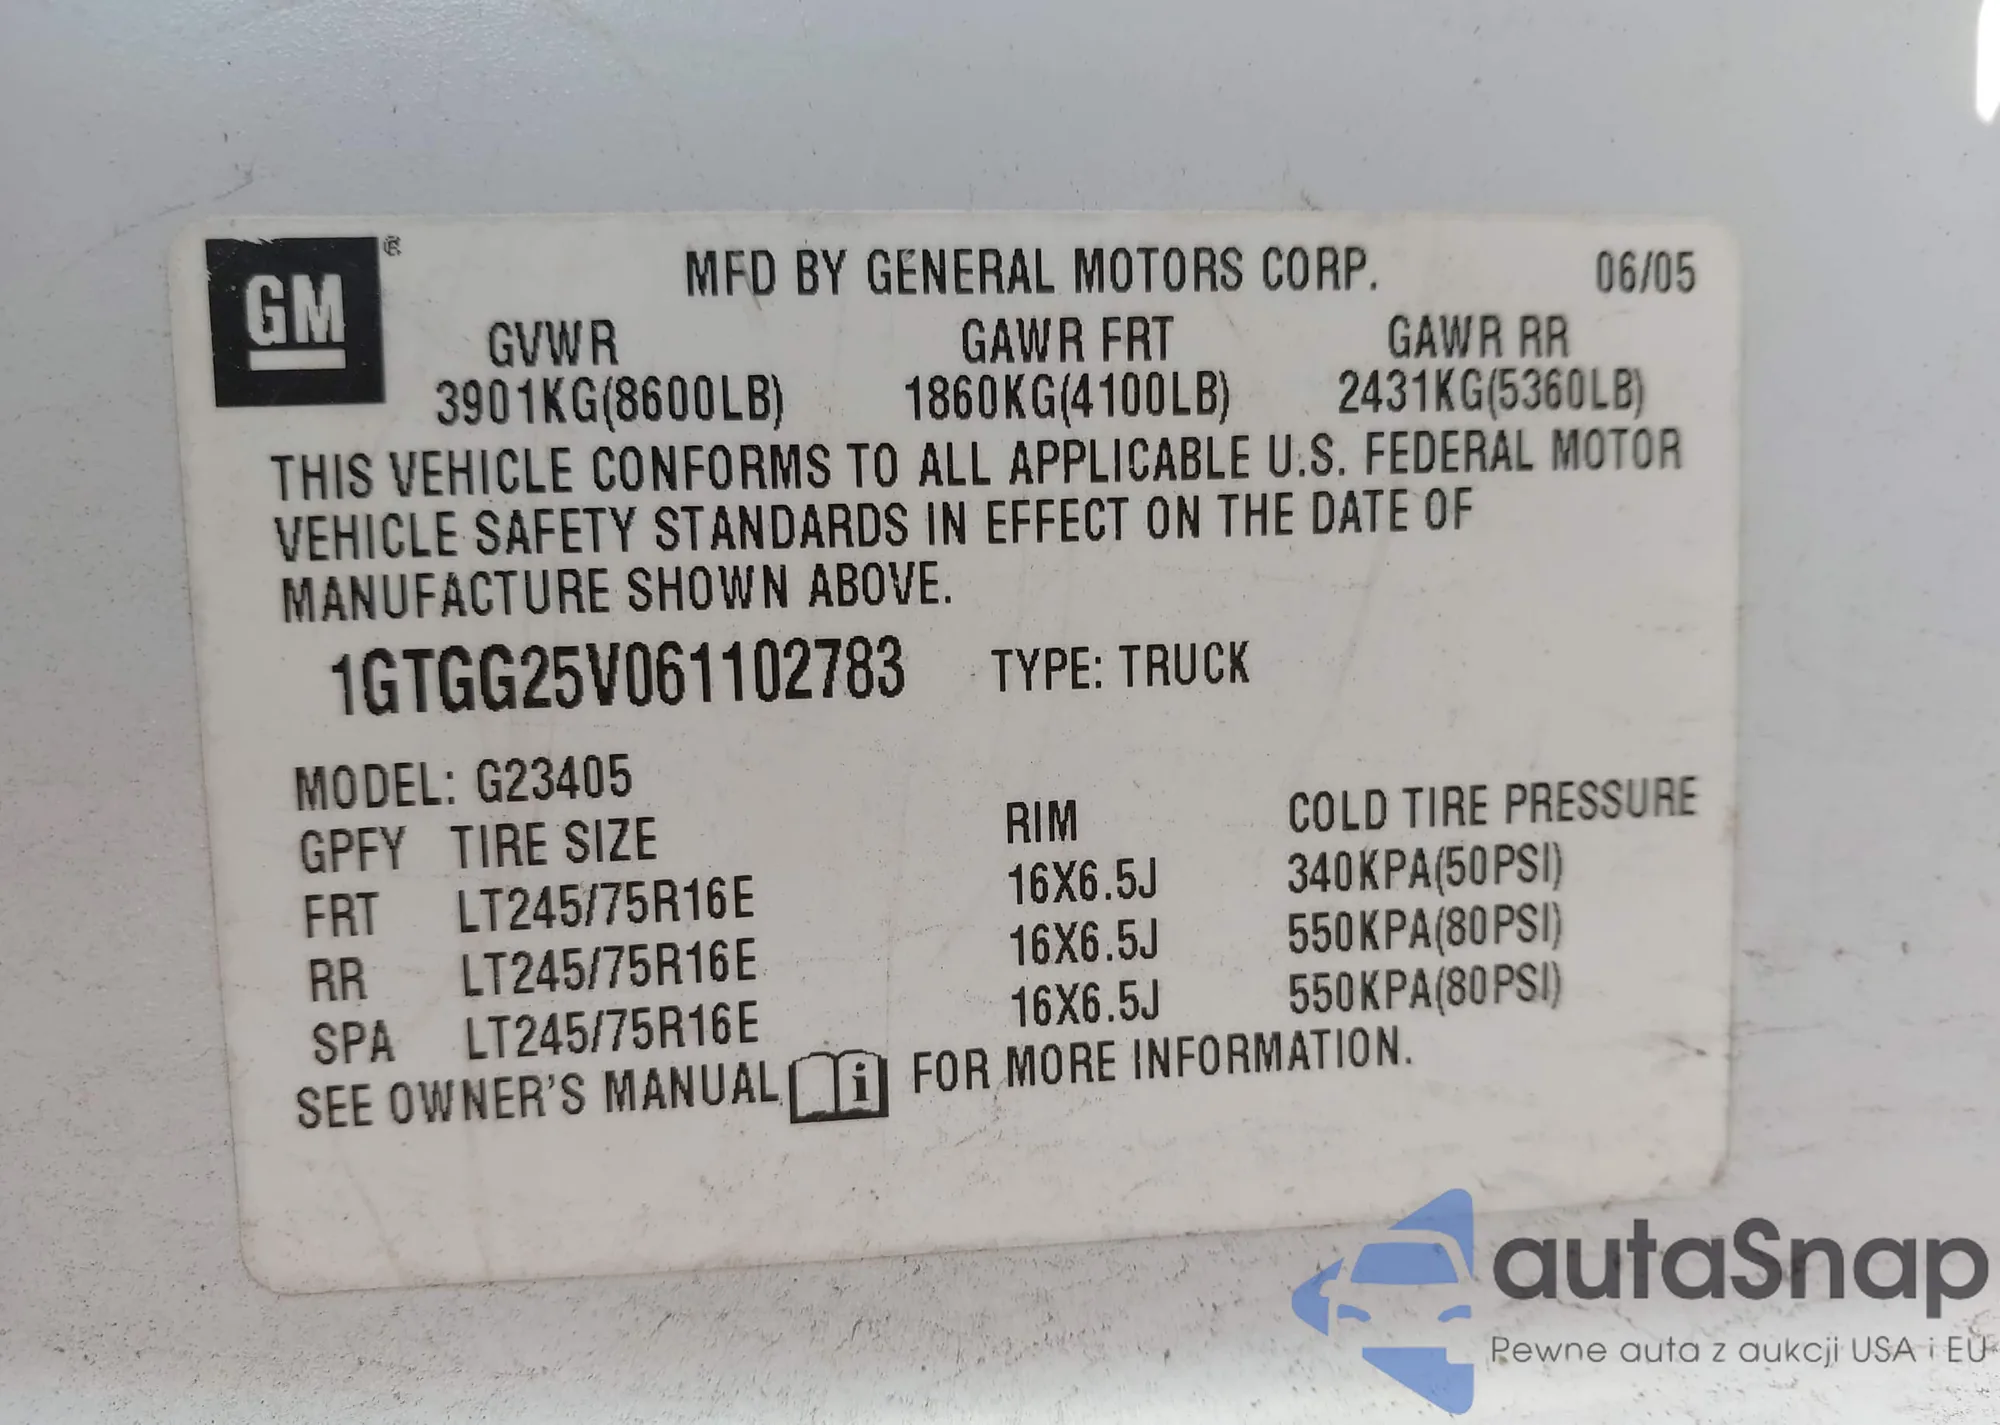 GM ®
MFD BY GENERAL MOTORS CORP. 06/05
GVWR GAWR FRT GAWR RR
3901KG(8600LB) 1860KG(4100LB) 2431KG(5360LB)
THIS VEHICLE CONFORMS TO ALL APPLICABLE U.S. FEDERAL MOTOR
VEHICLE SAFETY STANDARDS IN EFFECT ON THE DATE OF
MANUFACTURE SHOWN ABOVE.
1GTGG25V061102783 TYPE: TRUCK
MODEL: G23405
GPFY TIRE SIZE RIM COLD TIRE PRESSURE
FRT LT245/75R16E 16X6.5J 340KPA(50PSI)
RR LT245/75R16E 16X6.5J 550KPA(80PSI)
SPA LT245/75R16E 16X6.5J 550KPA(80PSI)
SEE OWNER'S MANUAL i FOR MORE INFORMATION.
autaSnap
Pewne auta z aukcji USA i EU